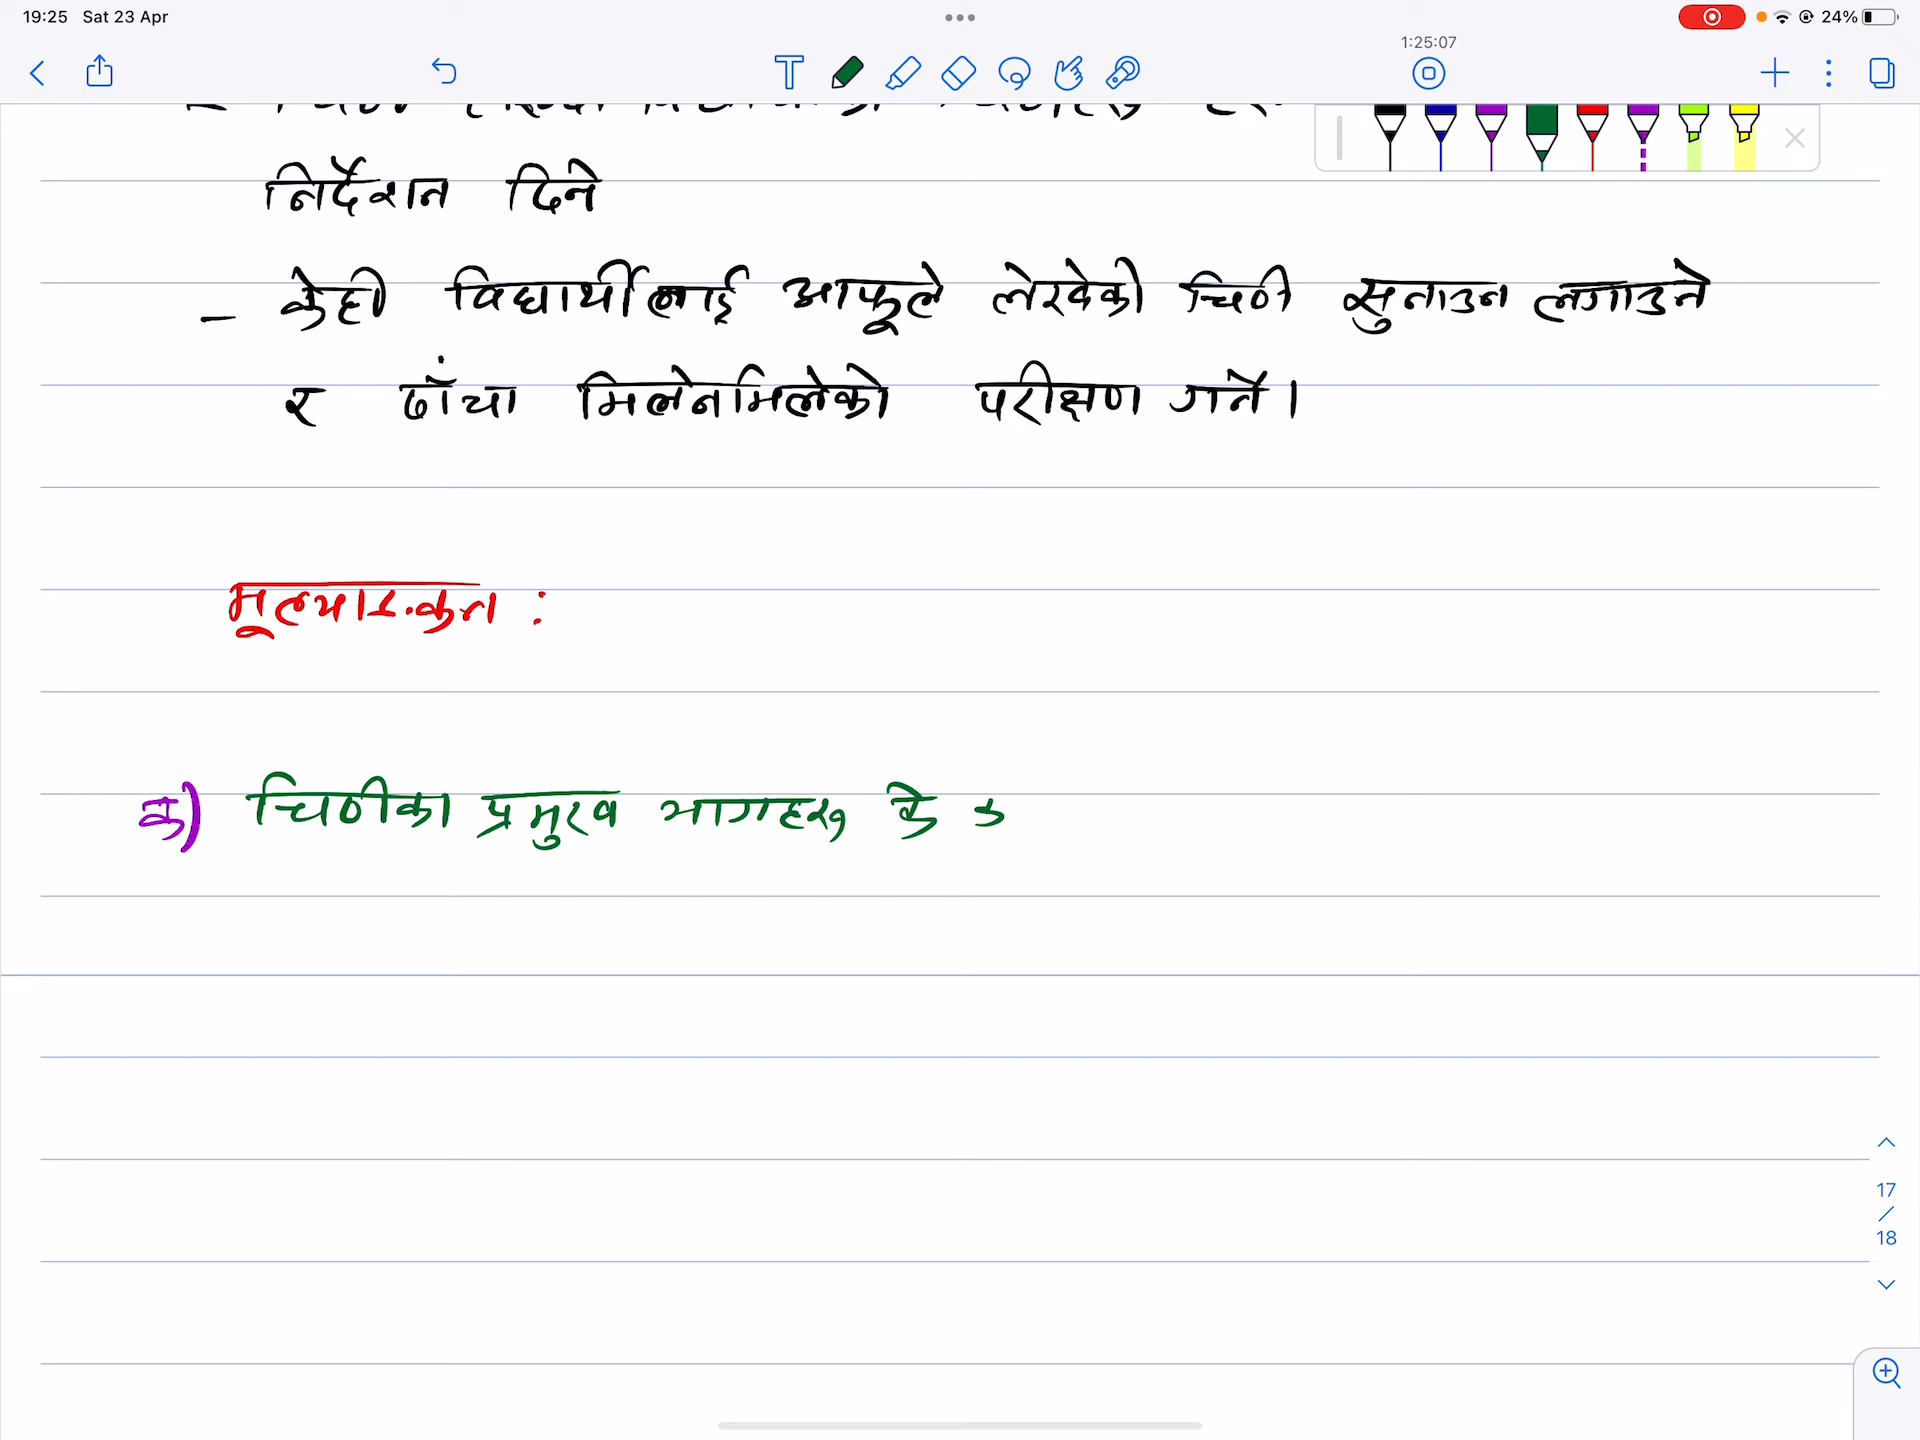 19:25 Sat 23 Apr
24%
1:25:07
निर्देशन दिने
- केही विद्यार्थीलाई आफूले लेखेको चिठी सुनाउन लगाउने
र ढाँचा मिलेनमिलेको परीक्षण गर्ने।
मूल्याङ्कन :
क) चिठीका प्रमुख भागहरू के
17
/
18